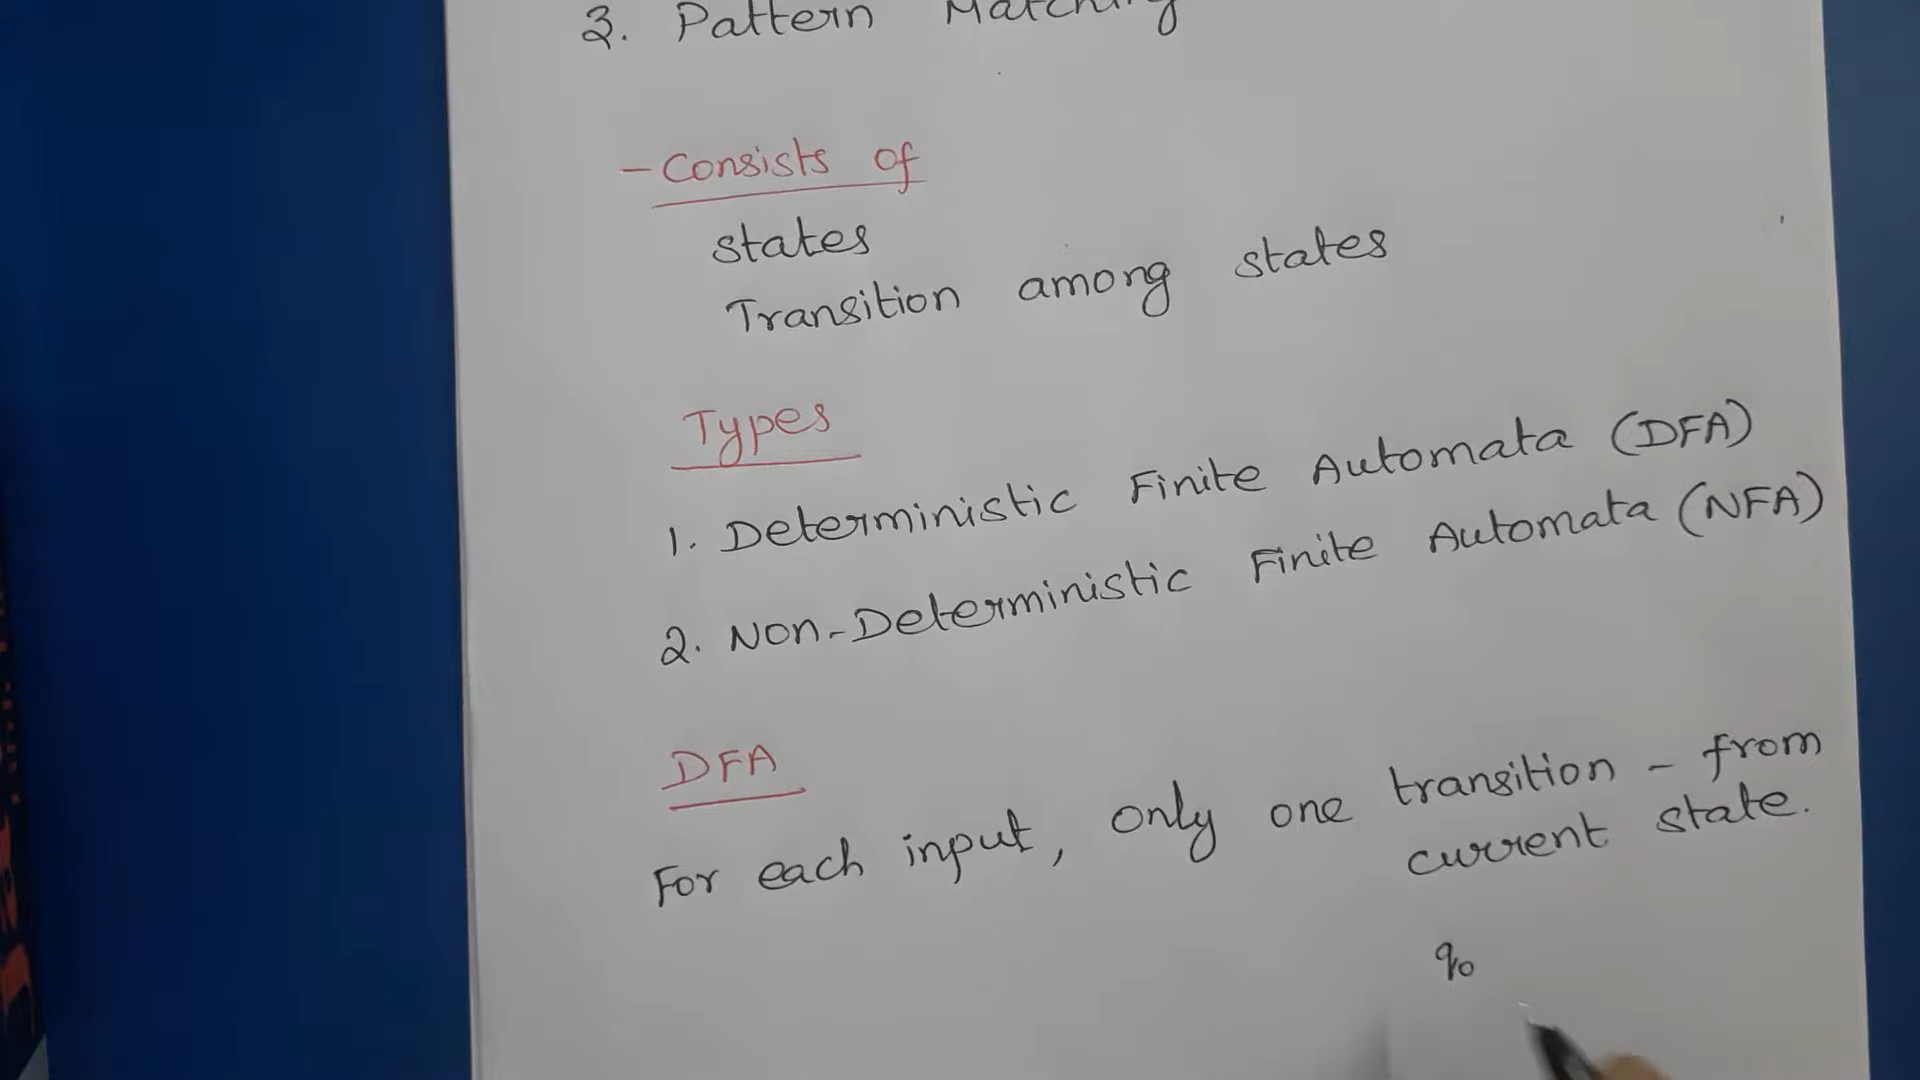 3. Pattern Matching
- Consists of
states
Transition among states
Types
1. Deterministic Finite Automata (DFA)
2. Non-Deterministic Finite Automata (NFA)
DFA
For each input, only one transition - from
current state.
q0